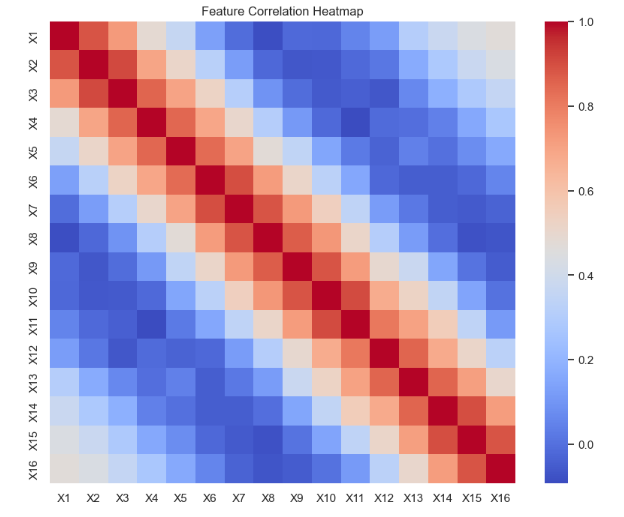 Feature Correlation Heatmap
X1
X2
X3
X4
X5
X6
X7
X8
X9
X10
X11
X12
X13
X14
X15
X16
X1 X2 X3 X4 X5 X6 X7 X8 X9 X10 X11 X12 X13 X14 X15 X16
1.0
0.8
0.6
0.4
0.2
0.0